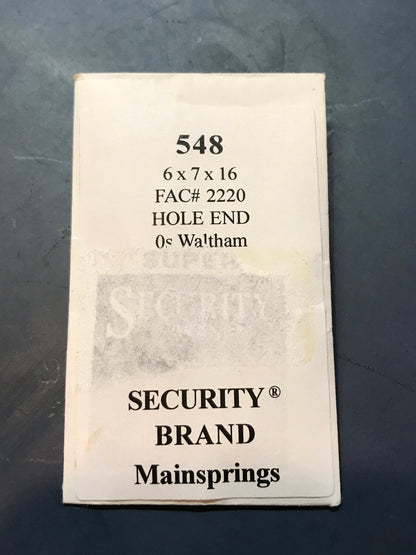 548
6 x 7 x 16
FAC# 2220
HOLE END
0s Waltham
SUPER
SECURITY
SECURITY®
BRAND
Mainsprings